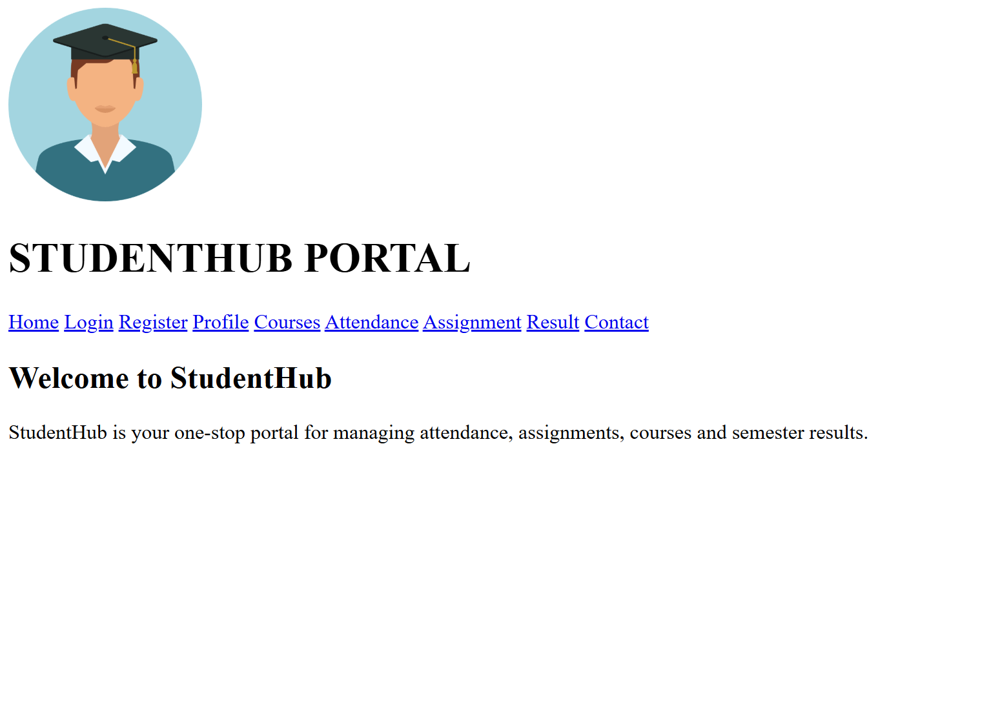 STUDENTHUB PORTAL
Home Login Register Profile Courses Attendance Assignment Result Contact
Welcome to StudentHub
StudentHub is your one-stop portal for managing attendance, assignments, courses and semester results.